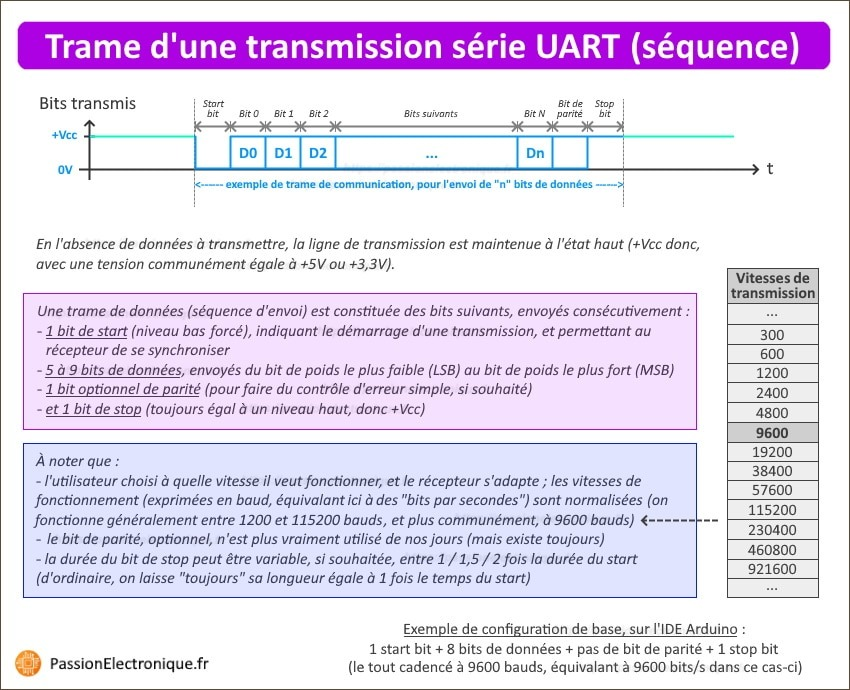 Trame d'une transmission série UART (séquence)
Bits transmis
Start bit
Bit 0
Bit 1
Bit 2
Bits suivants
Bit N
Bit de parité
Stop bit
+Vcc
D0
D1
D2
...
Dn
0V
t
<------ exemple de trame de communication, pour l'envoi de "n" bits de données ------>
En l'absence de données à transmettre, la ligne de transmission est maintenue à l'état haut (+Vcc donc,
avec une tension communément égale à +5V ou +3,3V).
Une trame de données (séquence d'envoi) est constituée des bits suivants, envoyés consécutivement :
- 1 bit de start (niveau bas forcé), indiquant le démarrage d'une transmission, et permettant au
récepteur de se synchroniser
- 5 à 9 bits de données, envoyés du bit de poids le plus faible (LSB) au bit de poids le plus fort (MSB)
- 1 bit optionnel de parité (pour faire du contrôle d'erreur simple, si souhaité)
- et 1 bit de stop (toujours égal à un niveau haut, donc +Vcc)
À noter que :
- l'utilisateur choisi à quelle vitesse il veut fonctionner, et le récepteur s'adapte ; les vitesses de
fonctionnement (exprimées en baud, équivalant ici à des "bits par secondes") sont normalisées (on
fonctionne généralement entre 1200 et 115200 bauds, et plus communément, à 9600 bauds)
- le bit de parité, optionnel, n'est plus vraiment utilisé de nos jours (mais existe toujours)
- la durée du bit de stop peut être variable, si souhaitée, entre 1 / 1,5 / 2 fois la durée du start
(d'ordinaire, on laisse "toujours" sa longueur égale à 1 fois le temps du start)
Vitesses de
transmission
...
300
600
1200
2400
4800
9600
19200
38400
57600
115200
230400
460800
921600
...
Exemple de configuration de base, sur l'IDE Arduino :
1 start bit + 8 bits de données + pas de bit de parité + 1 stop bit
(le tout cadencé à 9600 bauds, équivalant à 9600 bits/s dans ce cas-ci)
PassionElectronique.fr